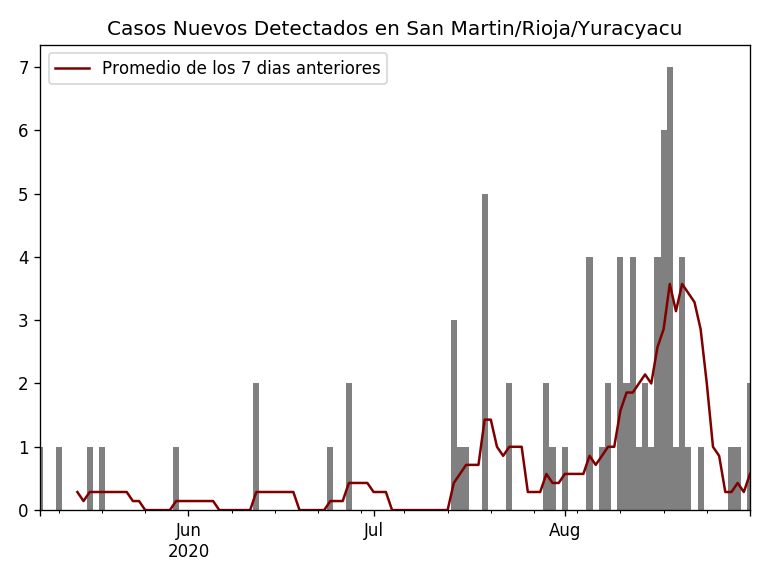 Casos Nuevos Detectados en San Martin/Rioja/Yuracyacu
Promedio de los 7 dias anteriores
7
6
5
4
3
2
1
0
Jun
2020
Jul
Aug